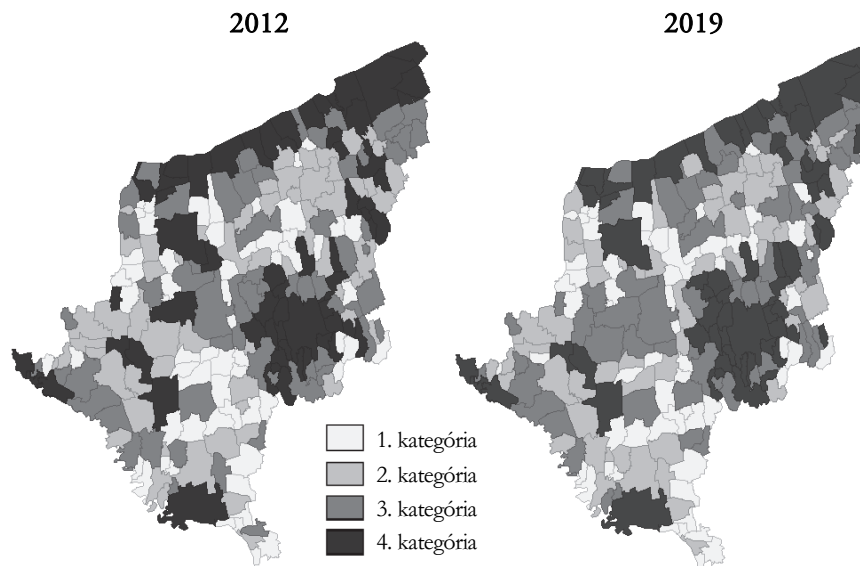 2012
2019
1. kategória
2. kategória
3. kategória
4. kategória